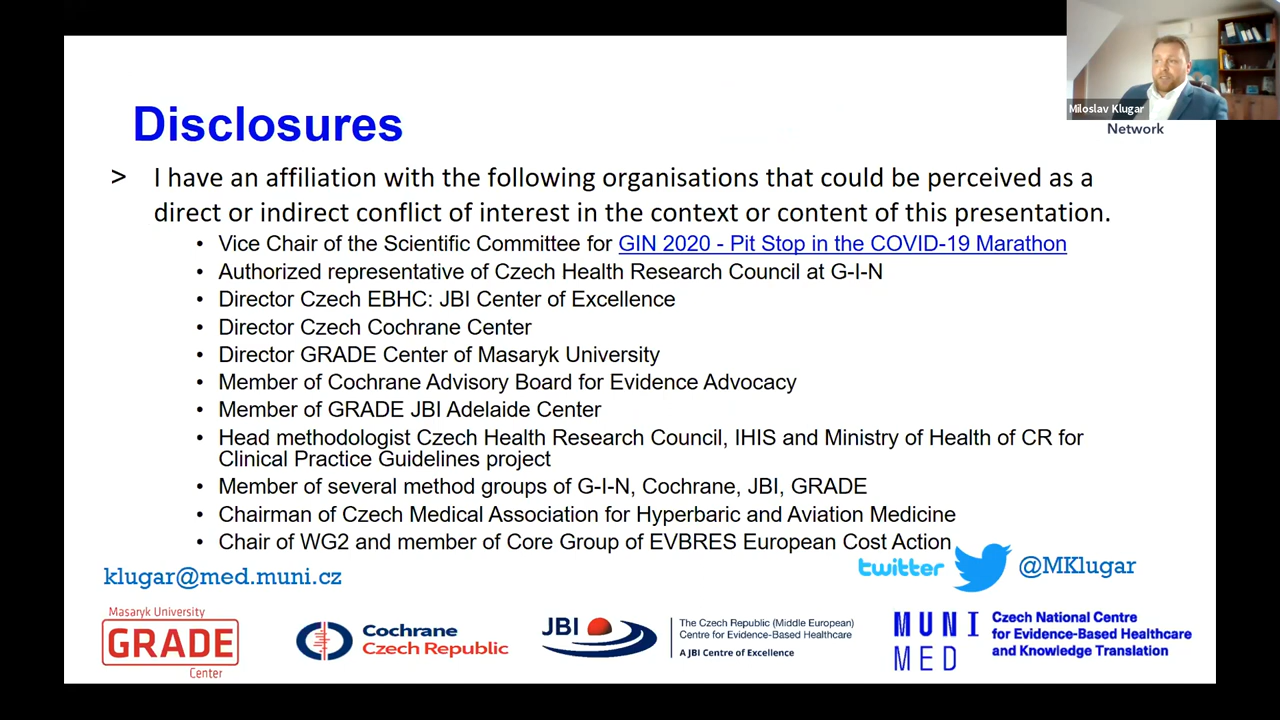 Miloslav Klugar
Network
Disclosures
> I have an affiliation with the following organisations that could be perceived as a
direct or indirect conflict of interest in the context or content of this presentation.
• Vice Chair of the Scientific Committee for GIN 2020 - Pit Stop in the COVID-19 Marathon
• Authorized representative of Czech Health Research Council at G-I-N
• Director Czech EBHC: JBI Center of Excellence
• Director Czech Cochrane Center
• Director GRADE Center of Masaryk University
• Member of Cochrane Advisory Board for Evidence Advocacy
• Member of GRADE JBI Adelaide Center
• Head methodologist Czech Health Research Council, IHIS and Ministry of Health of CR for
Clinical Practice Guidelines project
• Member of several method groups of G-I-N, Cochrane, JBI, GRADE
• Chairman of Czech Medical Association for Hyperbaric and Aviation Medicine
• Chair of WG2 and member of Core Group of EVBRES European Cost Action
klugar@med.muni.cz
twitter @MKlugar
Masaryk University
GRADE
Center
Cochrane
Czech Republic
JBI
The Czech Republic (Middle European)
Centre for Evidence-Based Healthcare
A JBI Centre of Excellence
MUNI
MED
Czech National Centre
for Evidence-Based Healthcare
and Knowledge Translation